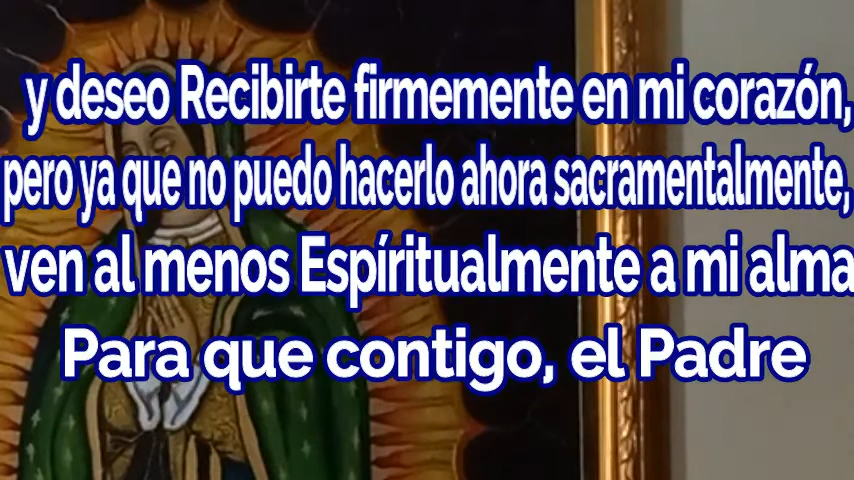 y deseo Recibirte firmemente en mi corazón,
pero ya que no puedo hacerlo ahora sacramentalmente,
ven al menos Espíritualmente a mi alma
Para que contigo, el Padre